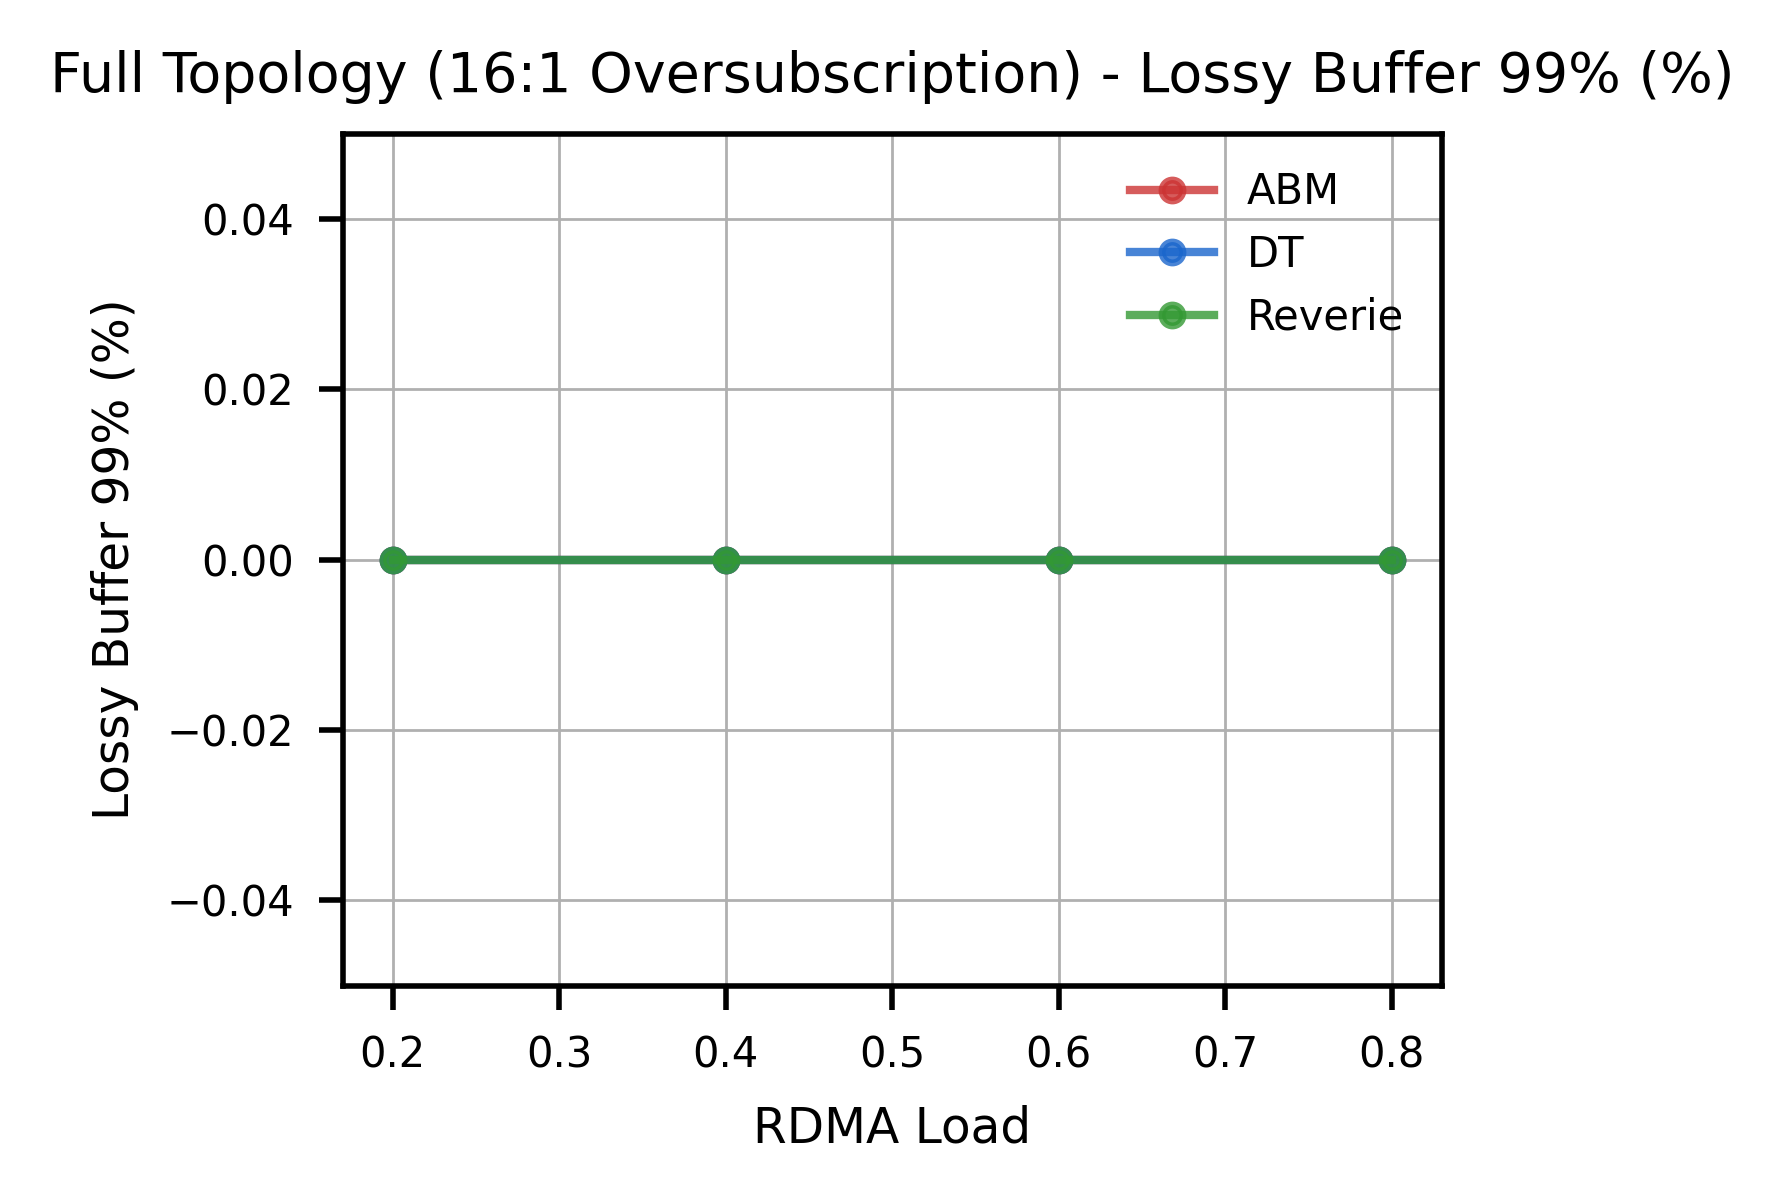 Full Topology (16:1 Oversubscription) - Lossy Buffer 99% (%)
ABM
DT
Reverie
Lossy Buffer 99% (%)
0.04
0.02
0.00
−0.02
−0.04
0.2 0.3 0.4 0.5 0.6 0.7 0.8
RDMA Load